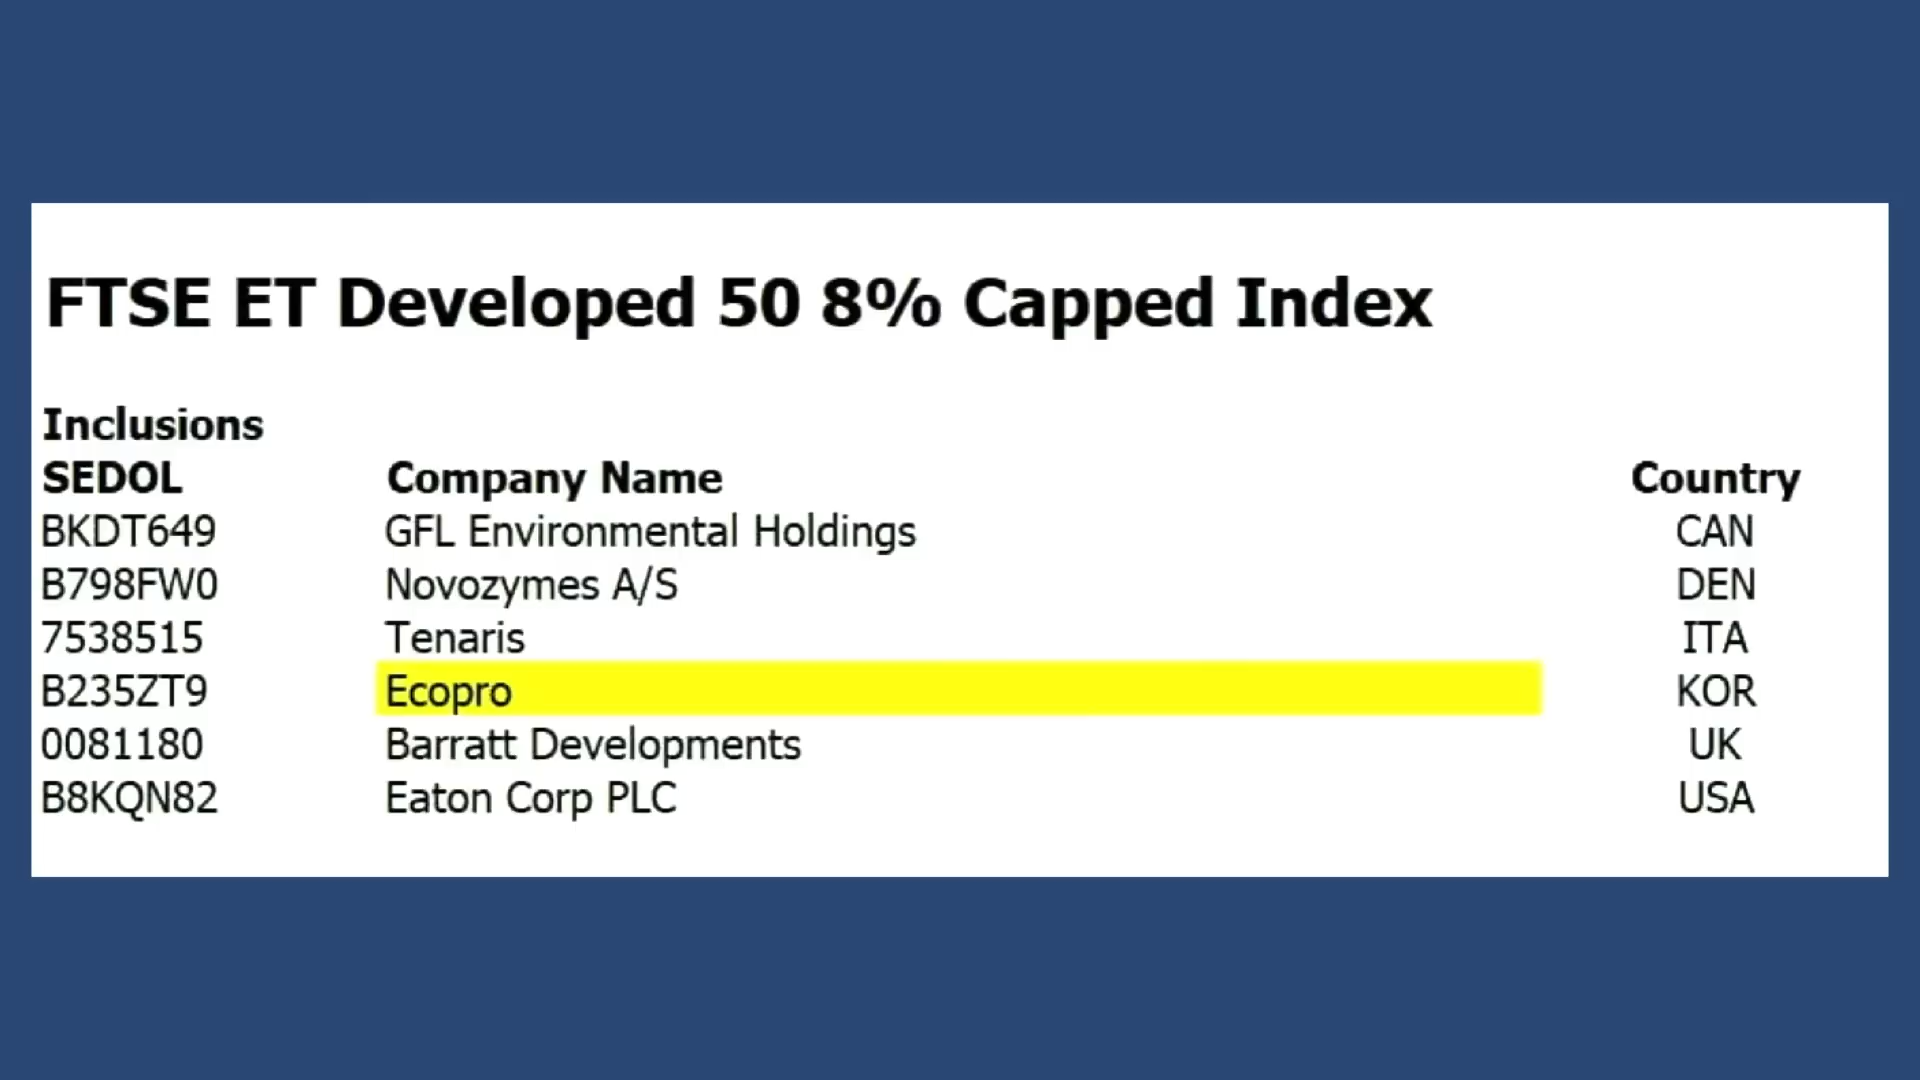 FTSE ET Developed 50 8% Capped Index
Inclusions
SEDOL Company Name Country
BKDT649 GFL Environmental Holdings CAN
B798FW0 Novozymes A/S DEN
7538515 Tenaris ITA
B235ZT9 Ecopro KOR
0081180 Barratt Developments UK
B8KQN82 Eaton Corp PLC USA